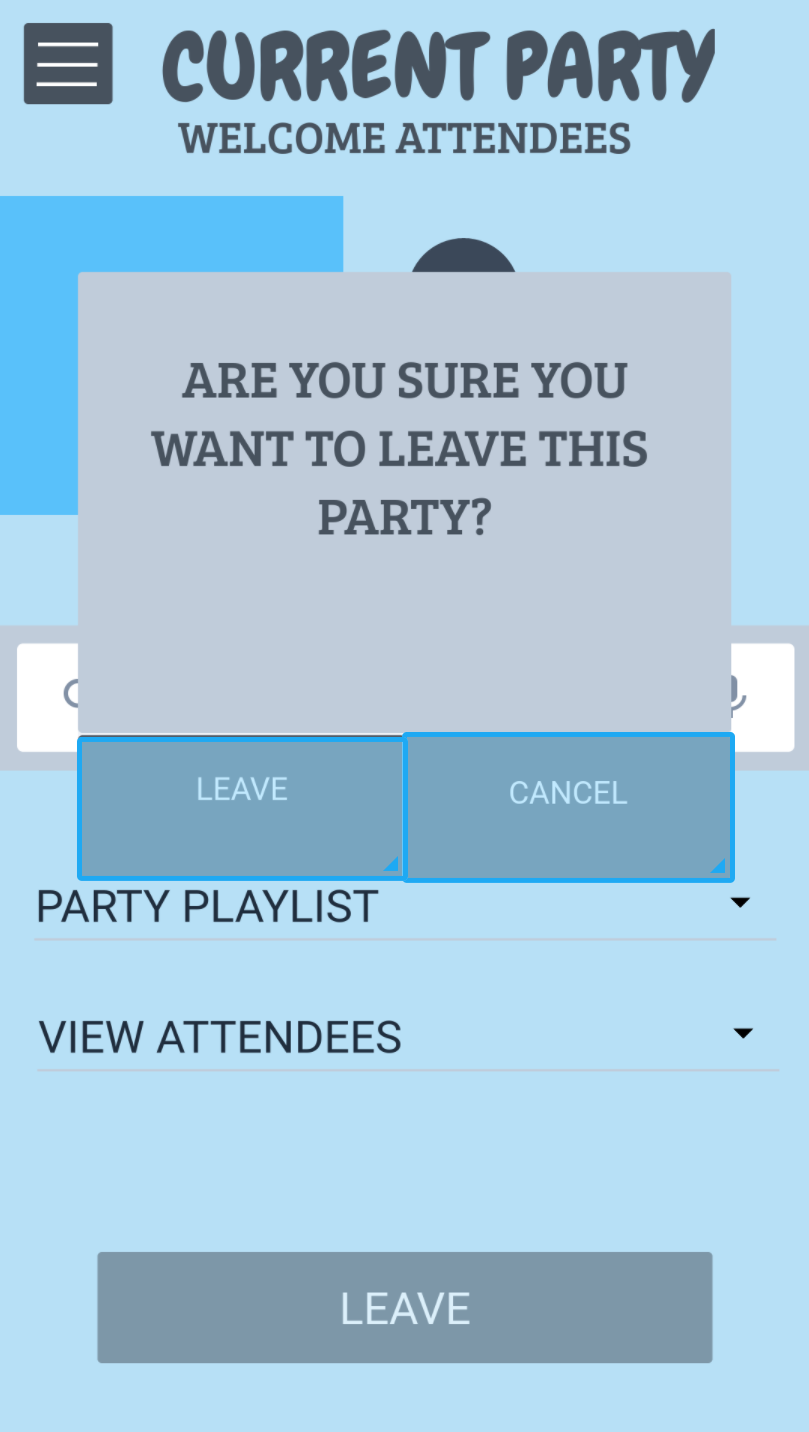 CURRENT PARTY
WELCOME ATTENDEES
ARE YOU SURE YOU
WANT TO LEAVE THIS
PARTY?
LEAVE
CANCEL
PARTY PLAYLIST
VIEW ATTENDEES
LEAVE